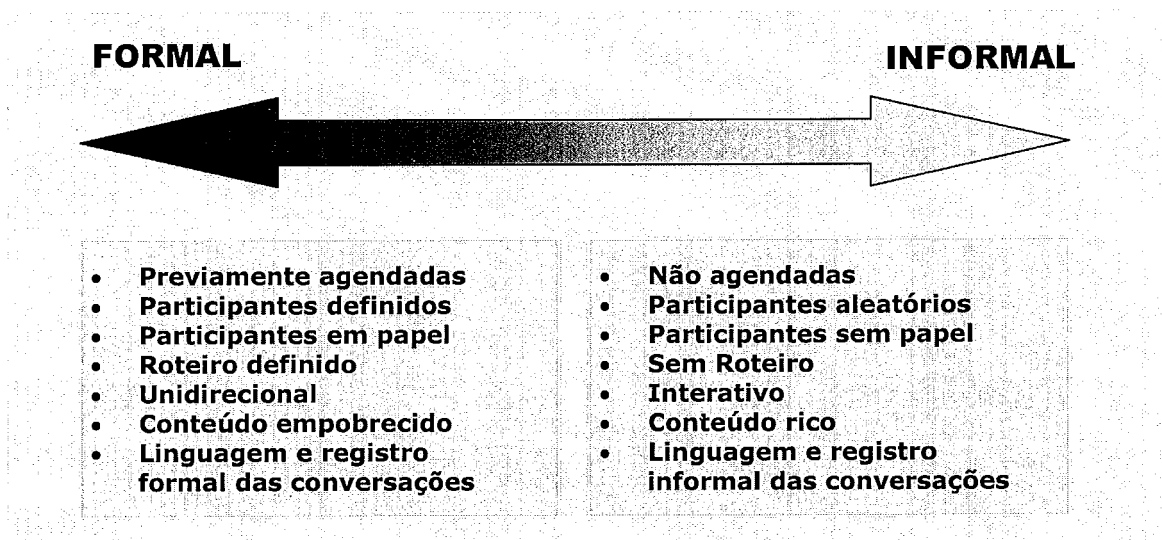 FORMAL
INFORMAL
• Previamente agendadas
• Participantes definidos
• Participantes em papel
• Roteiro definido
• Unidirecional
• Conteúdo empobrecido
• Linguagem e registro
formal das conversações
• Não agendadas
• Participantes aleatórios
• Participantes sem papel
• Sem Roteiro
• Interativo
• Conteúdo rico
• Linguagem e registro
informal das conversações